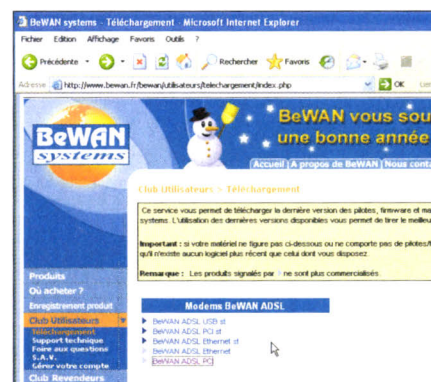 BeWAN systems - Téléchargement - Microsoft Internet Explorer
Fichier Edition Affichage Favoris Outils ?
Précédente Rechercher Favoris
Adresse http://www.bewan.fr/bewan/utilisateurs/telechargement/index.php OK
BeWAN vous sou
une bonne année
BeWAN
systems
Accueil | A propos de BeWAN | Nous conta
Club Utilisateurs > Téléchargement
Ce service vous permet de télécharger la dernière version des pilotes, firmware et ma
systems. L'utilisation des dernières versions disponibles vous permet de tirer le meilleu
Important : si votre matériel ne figure pas ci-dessous ou ne comporte pas de pilotes/f
qu'il n'existe aucun logiciel plus récent que celui dont vous disposez.
Remarque : Les produits signalés par ne sont plus commercialisés.
Produits
Où acheter ?
Enregistrement produit
Club Utilisateurs
Téléchargement
Support technique
Foire aux questions
S.A.V.
Gérer votre compte
Club Revendeurs
Modems BeWAN ADSL
BeWAN ADSL USB st
BeWAN ADSL PCI st
BeWAN ADSL Ethernet st
BeWAN ADSL Ethernet
BeWAN ADSL PCI